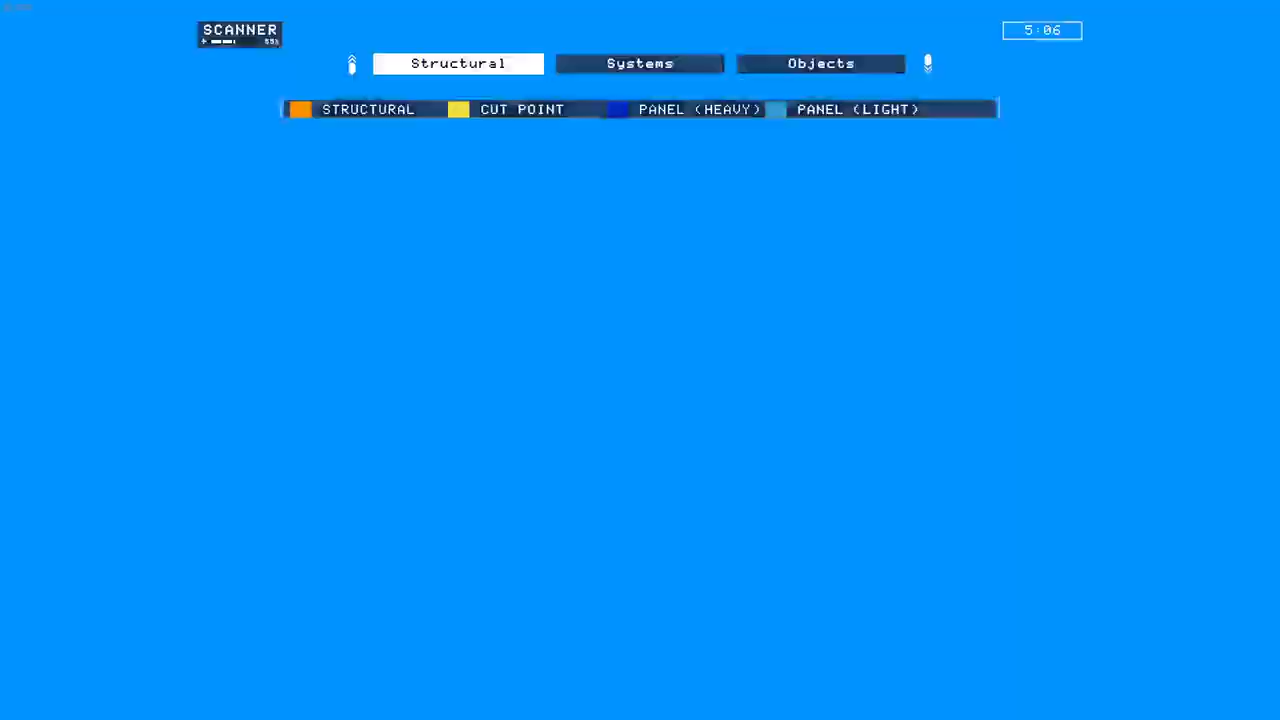 SCANNER
5:06
Structural Systems Objects
STRUCTURAL CUT POINT PANEL (HEAVY) PANEL (LIGHT)